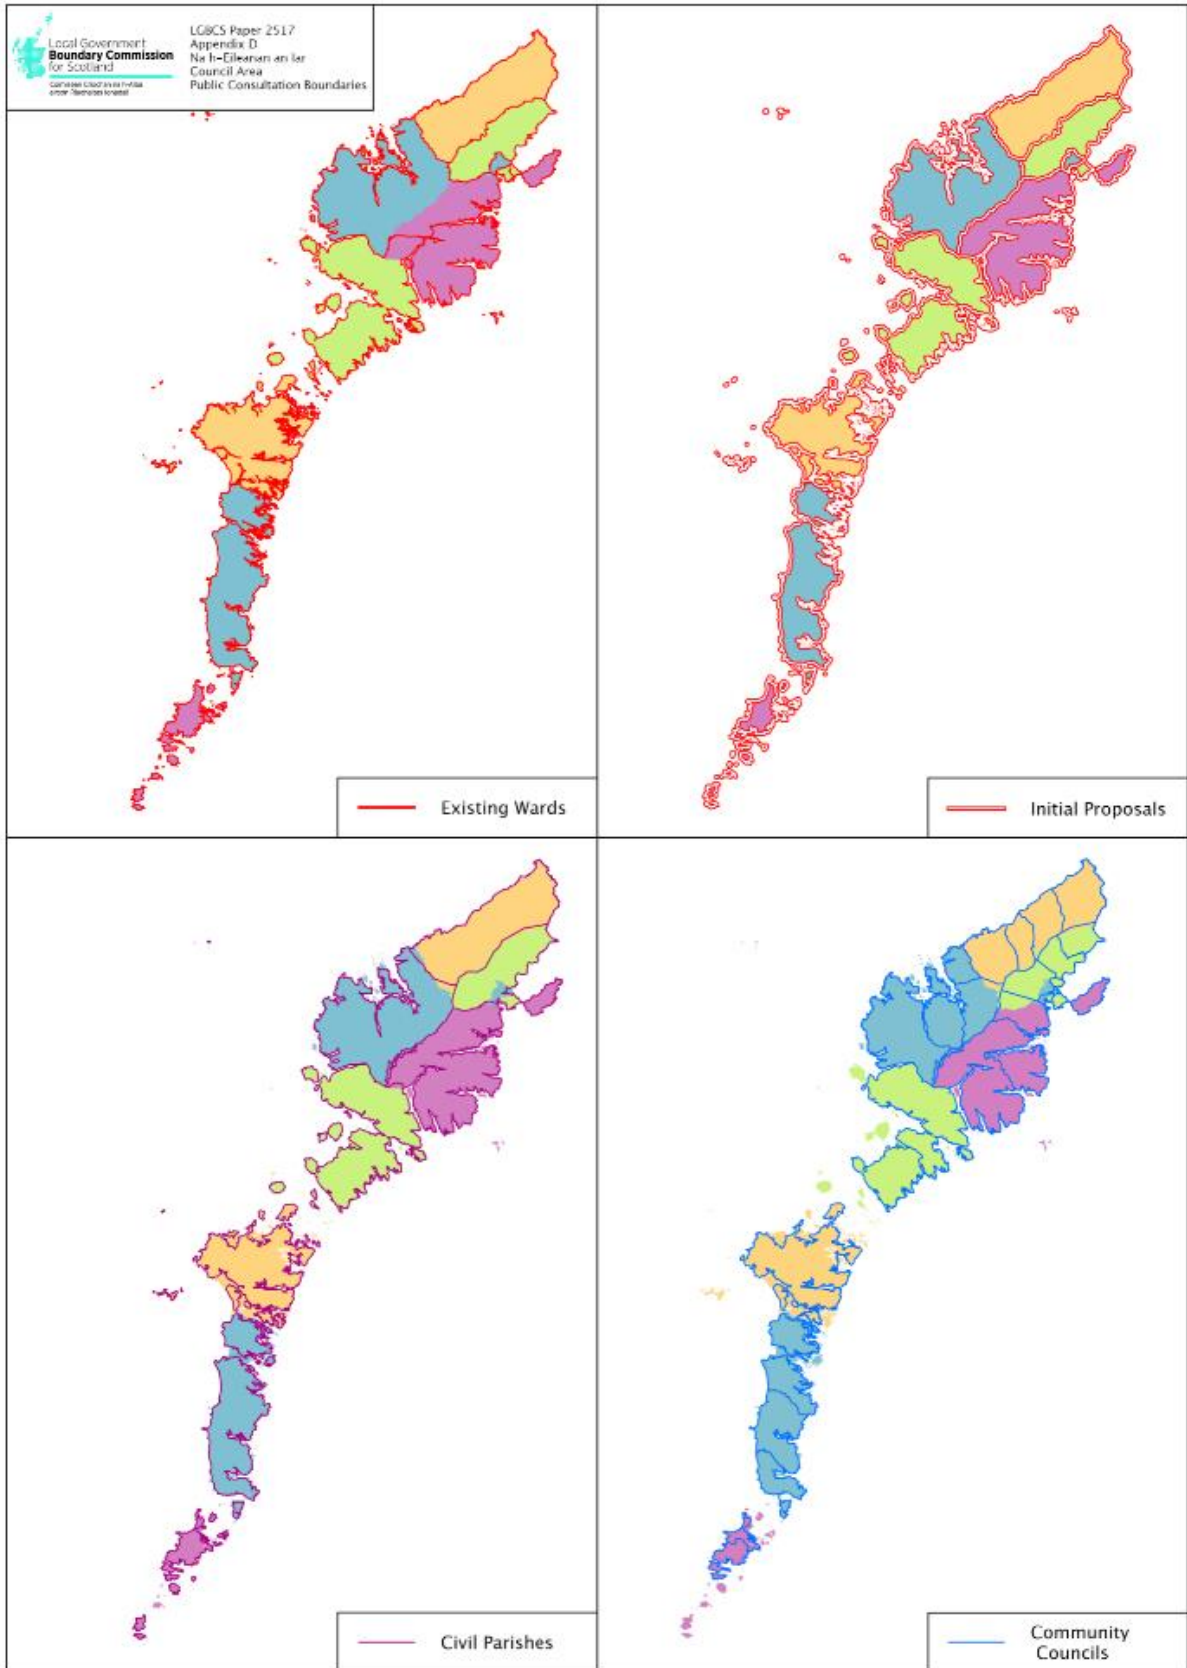 Local Government
Boundary Commission
for Scotland
LGBCS Paper 2517
Appendix D
Na h-Eileanan an Iar
Council Area
Public Consultation Boundaries
Existing Wards
Initial Proposals
Civil Parishes
Community
Councils